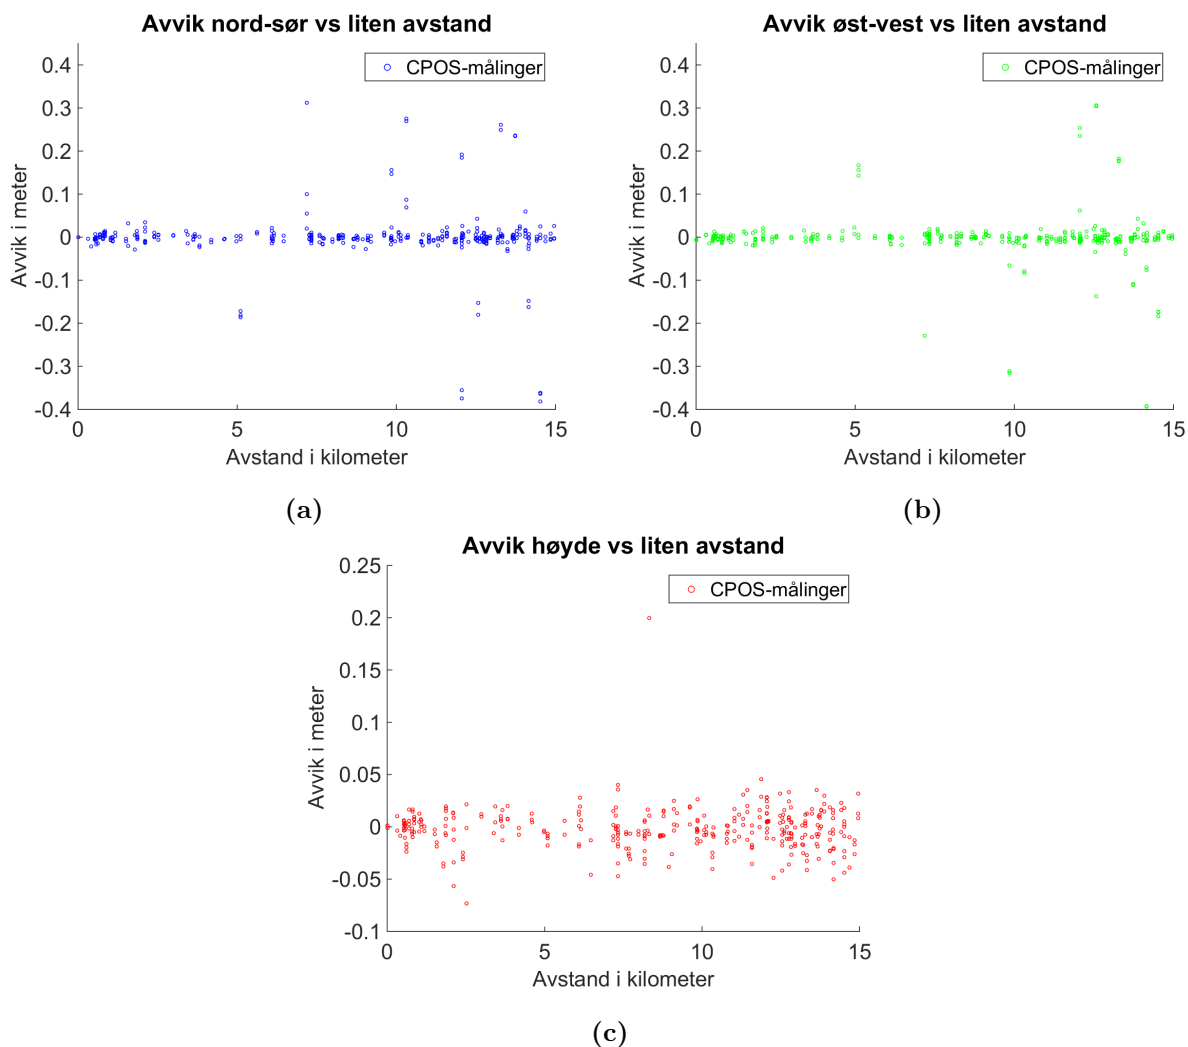 Avvik nord-sør vs liten avstand
CPOS-målinger
Avvik i meter
0.4
0.3
0.2
0.1
0
-0.1
-0.2
-0.3
-0.4
0 5 10 15
Avstand i kilometer
(a)
Avvik øst-vest vs liten avstand
CPOS-målinger
Avvik i meter
0.4
0.3
0.2
0.1
0
-0.1
-0.2
-0.3
-0.4
0 5 10 15
Avstand i kilometer
(b)
Avvik høyde vs liten avstand
CPOS-målinger
Avvik i meter
0.25
0.2
0.15
0.1
0.05
0
-0.05
-0.1
0 5 10 15
Avstand i kilometer
(c)